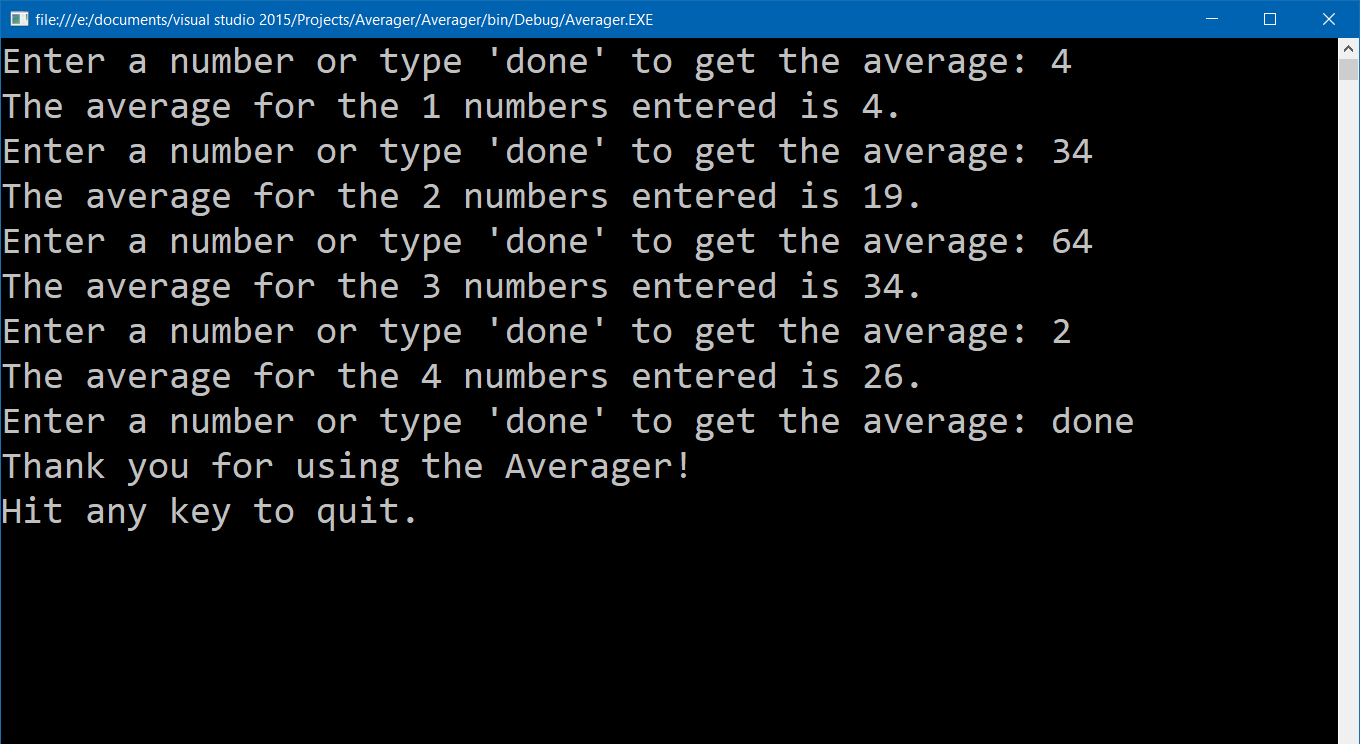 file:///e:/documents/visual studio 2015/Projects/Averager/Averager/bin/Debug/Averager.EXE
Enter a number or type 'done' to get the average: 4
The average for the 1 numbers entered is 4.
Enter a number or type 'done' to get the average: 34
The average for the 2 numbers entered is 19.
Enter a number or type 'done' to get the average: 64
The average for the 3 numbers entered is 34.
Enter a number or type 'done' to get the average: 2
The average for the 4 numbers entered is 26.
Enter a number or type 'done' to get the average: done
Thank you for using the Averager!
Hit any key to quit.